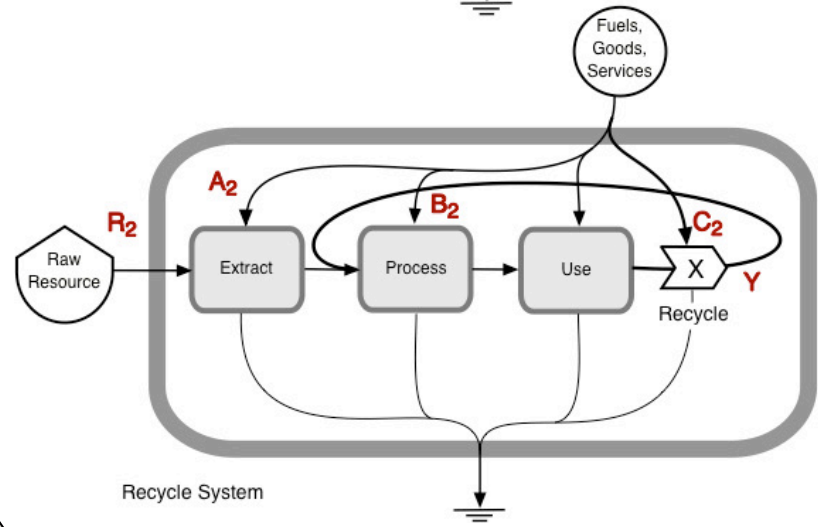 Fuels,
Goods,
Services
A2
B2
R2
C2
Raw
Resource
Extract
Process
Use
X
Y
Recycle
Recycle System